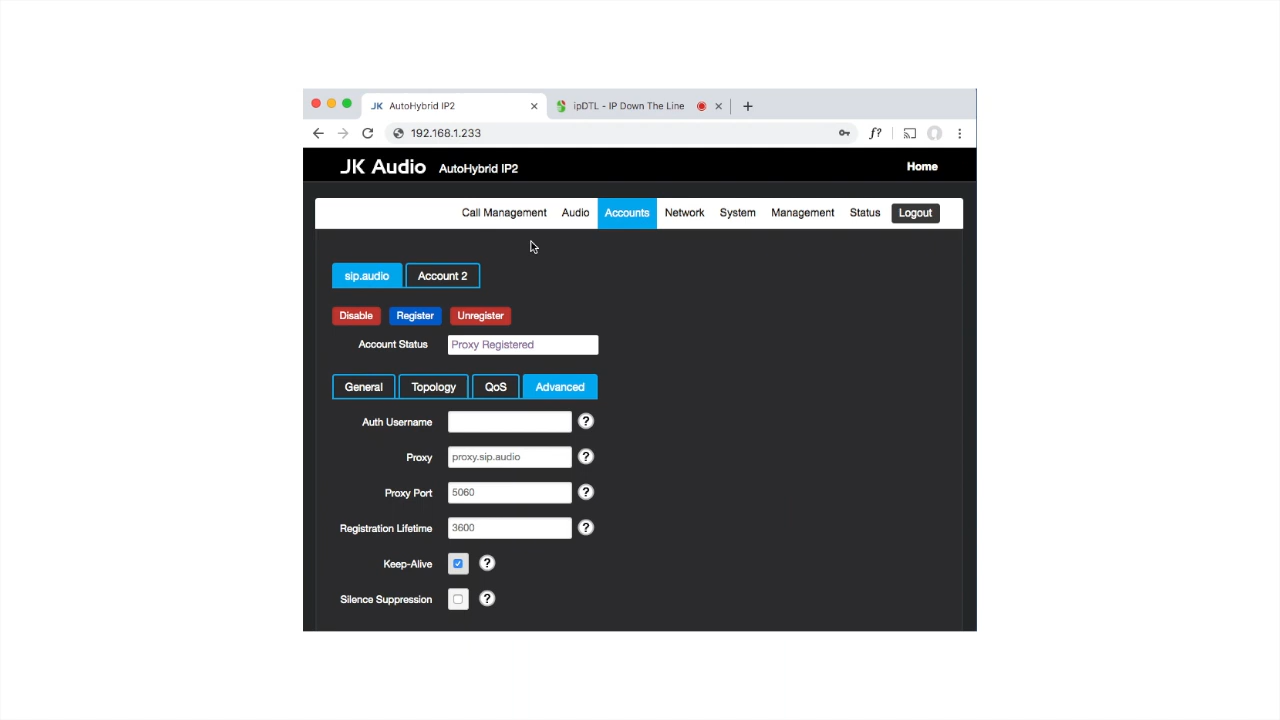 JK AutoHybrid IP2
ipDTL - IP Down The Line
192.168.1.233
f?
JK Audio AutoHybrid IP2 Home
Call Management Audio Accounts Network System Management Status Logout
sip.audio Account 2
Disable Register Unregister
Account Status Proxy Registered
General Topology QoS Advanced
Auth Username ?
Proxy proxy.sip.audio ?
Proxy Port 5060 ?
Registration Lifetime 3600 ?
Keep-Alive ?
Silence Suppression ?